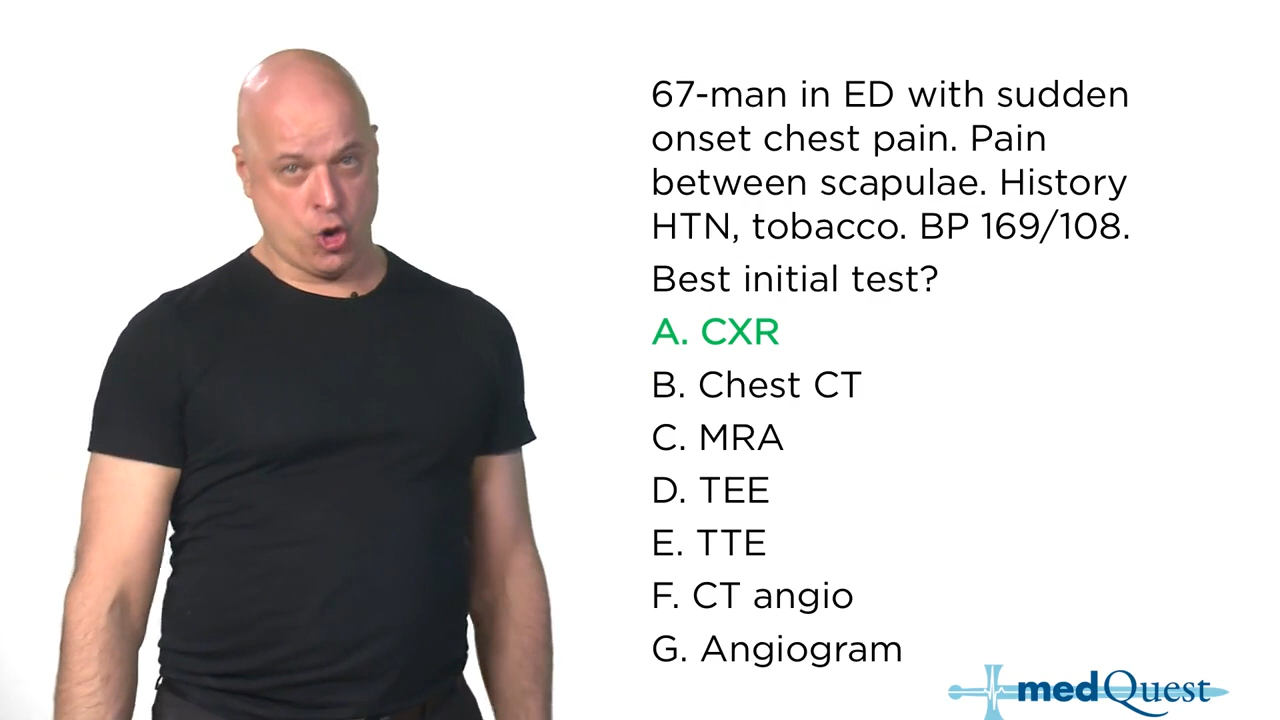 67-man in ED with sudden
onset chest pain. Pain
between scapulae. History
HTN, tobacco. BP 169/108.
Best initial test?
A. CXR
B. Chest CT
C. MRA
D. TEE
E. TTE
F. CT angio
G. Angiogram
medQuest